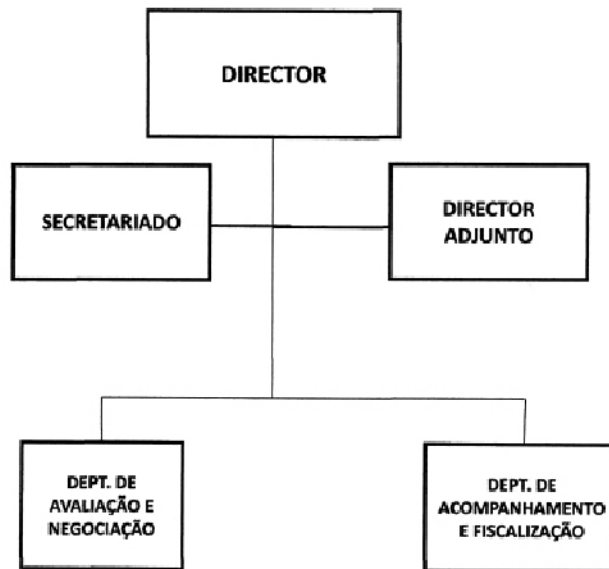 DIRECTOR
SECRETARIADO
DIRECTOR
ADJUNTO
DEPT. DE
AVALIAÇÃO E
NEGOCIAÇÃO
DEPT. DE
ACOMPANHAMENTO
E FISCALIZAÇÃO